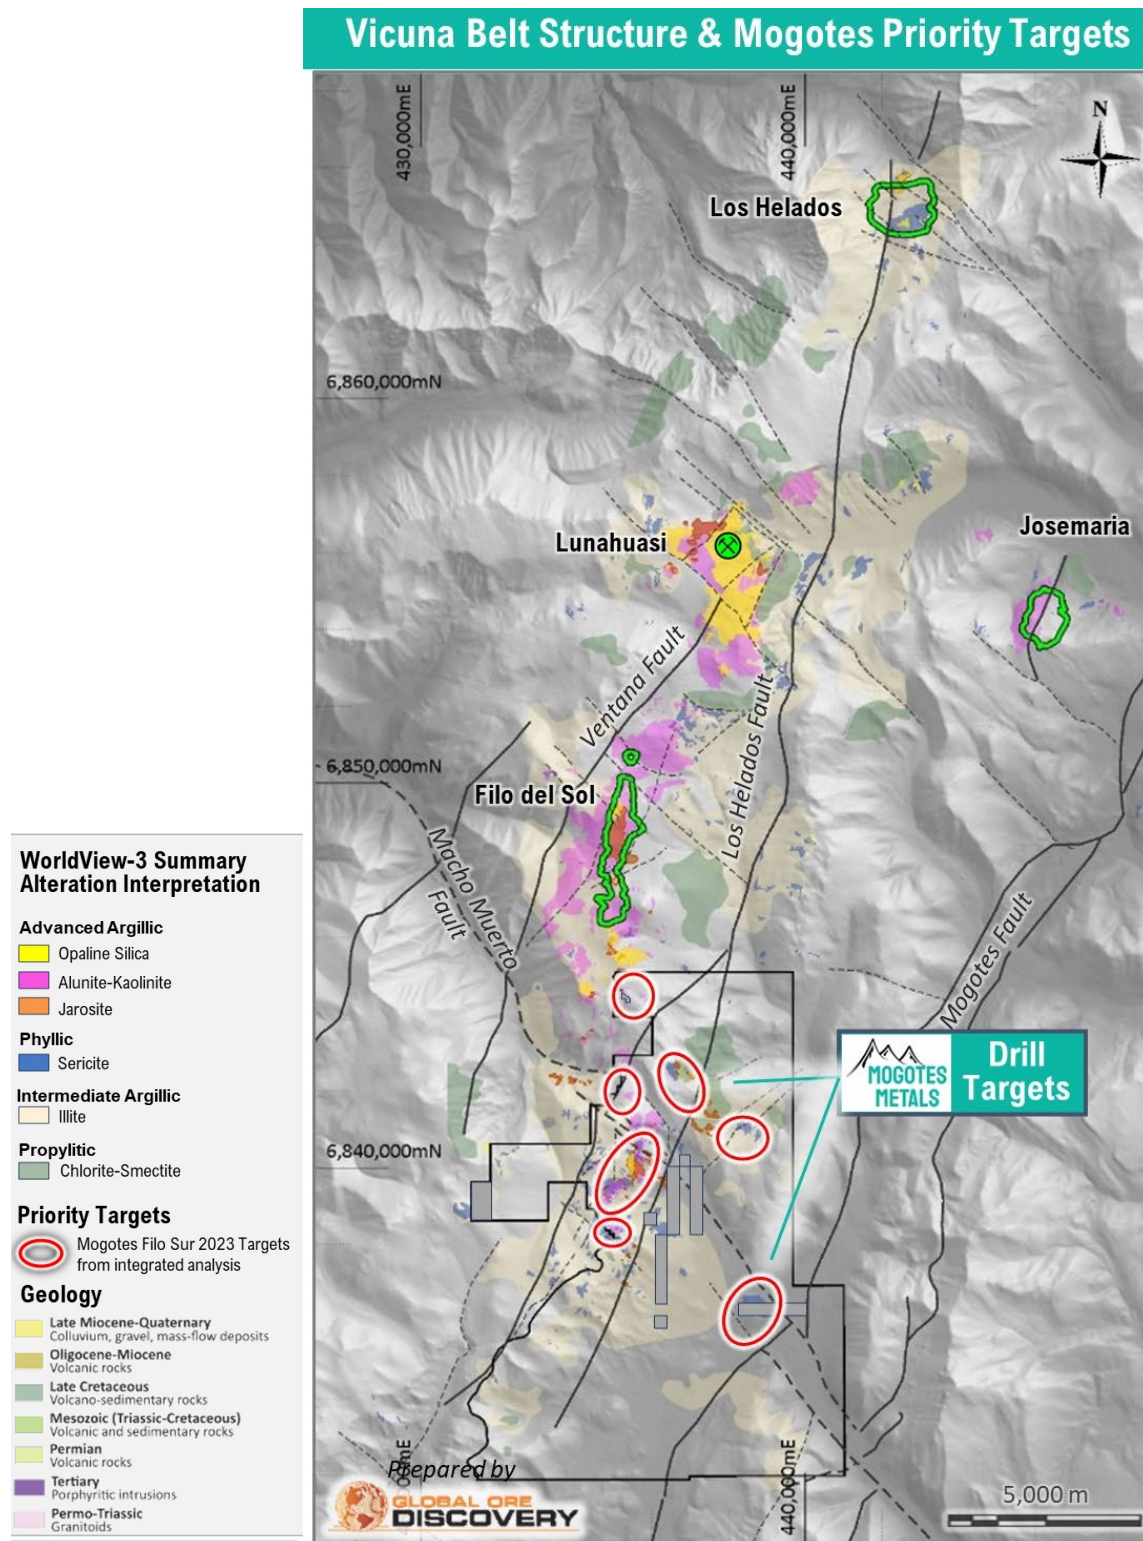 Vicuna Belt Structure & Mogotes Priority Targets
430,000mE
440,000mE
N
Los Helados
6,860,000mN
Lunahuasi
Josemaria
Ventana Fault
Los Helados Fault
6,850,000mN
Filo del Sol
Macho Muerto
Fault
Mogotes Fault
MOGOTES
METALS
Drill
Targets
6,840,000mN
WorldView-3 Summary
Alteration Interpretation
Advanced Argillic
Opaline Silica
Alunite-Kaolinite
Jarosite
Phyllic
Sericite
Intermediate Argillic
Illite
Propylitic
Chlorite-Smectite
Priority Targets
Mogotes Filo Sur 2023 Targets
from integrated analysis
Geology
Late Miocene-Quaternary
Colluvium, gravel, mass-flow deposits
Oligocene-Miocene
Volcanic rocks
Late Cretaceous
Volcano-sedimentary rocks
Mesozoic (Triassic-Cretaceous)
Volcanic and sedimentary rocks
Permian
Volcanic rocks
Tertiary
Porphyritic intrusions
Permo-Triassic
Granitoids
Prepared by
GLOBAL ORE
DISCOVERY
440,000mE
5,000 m